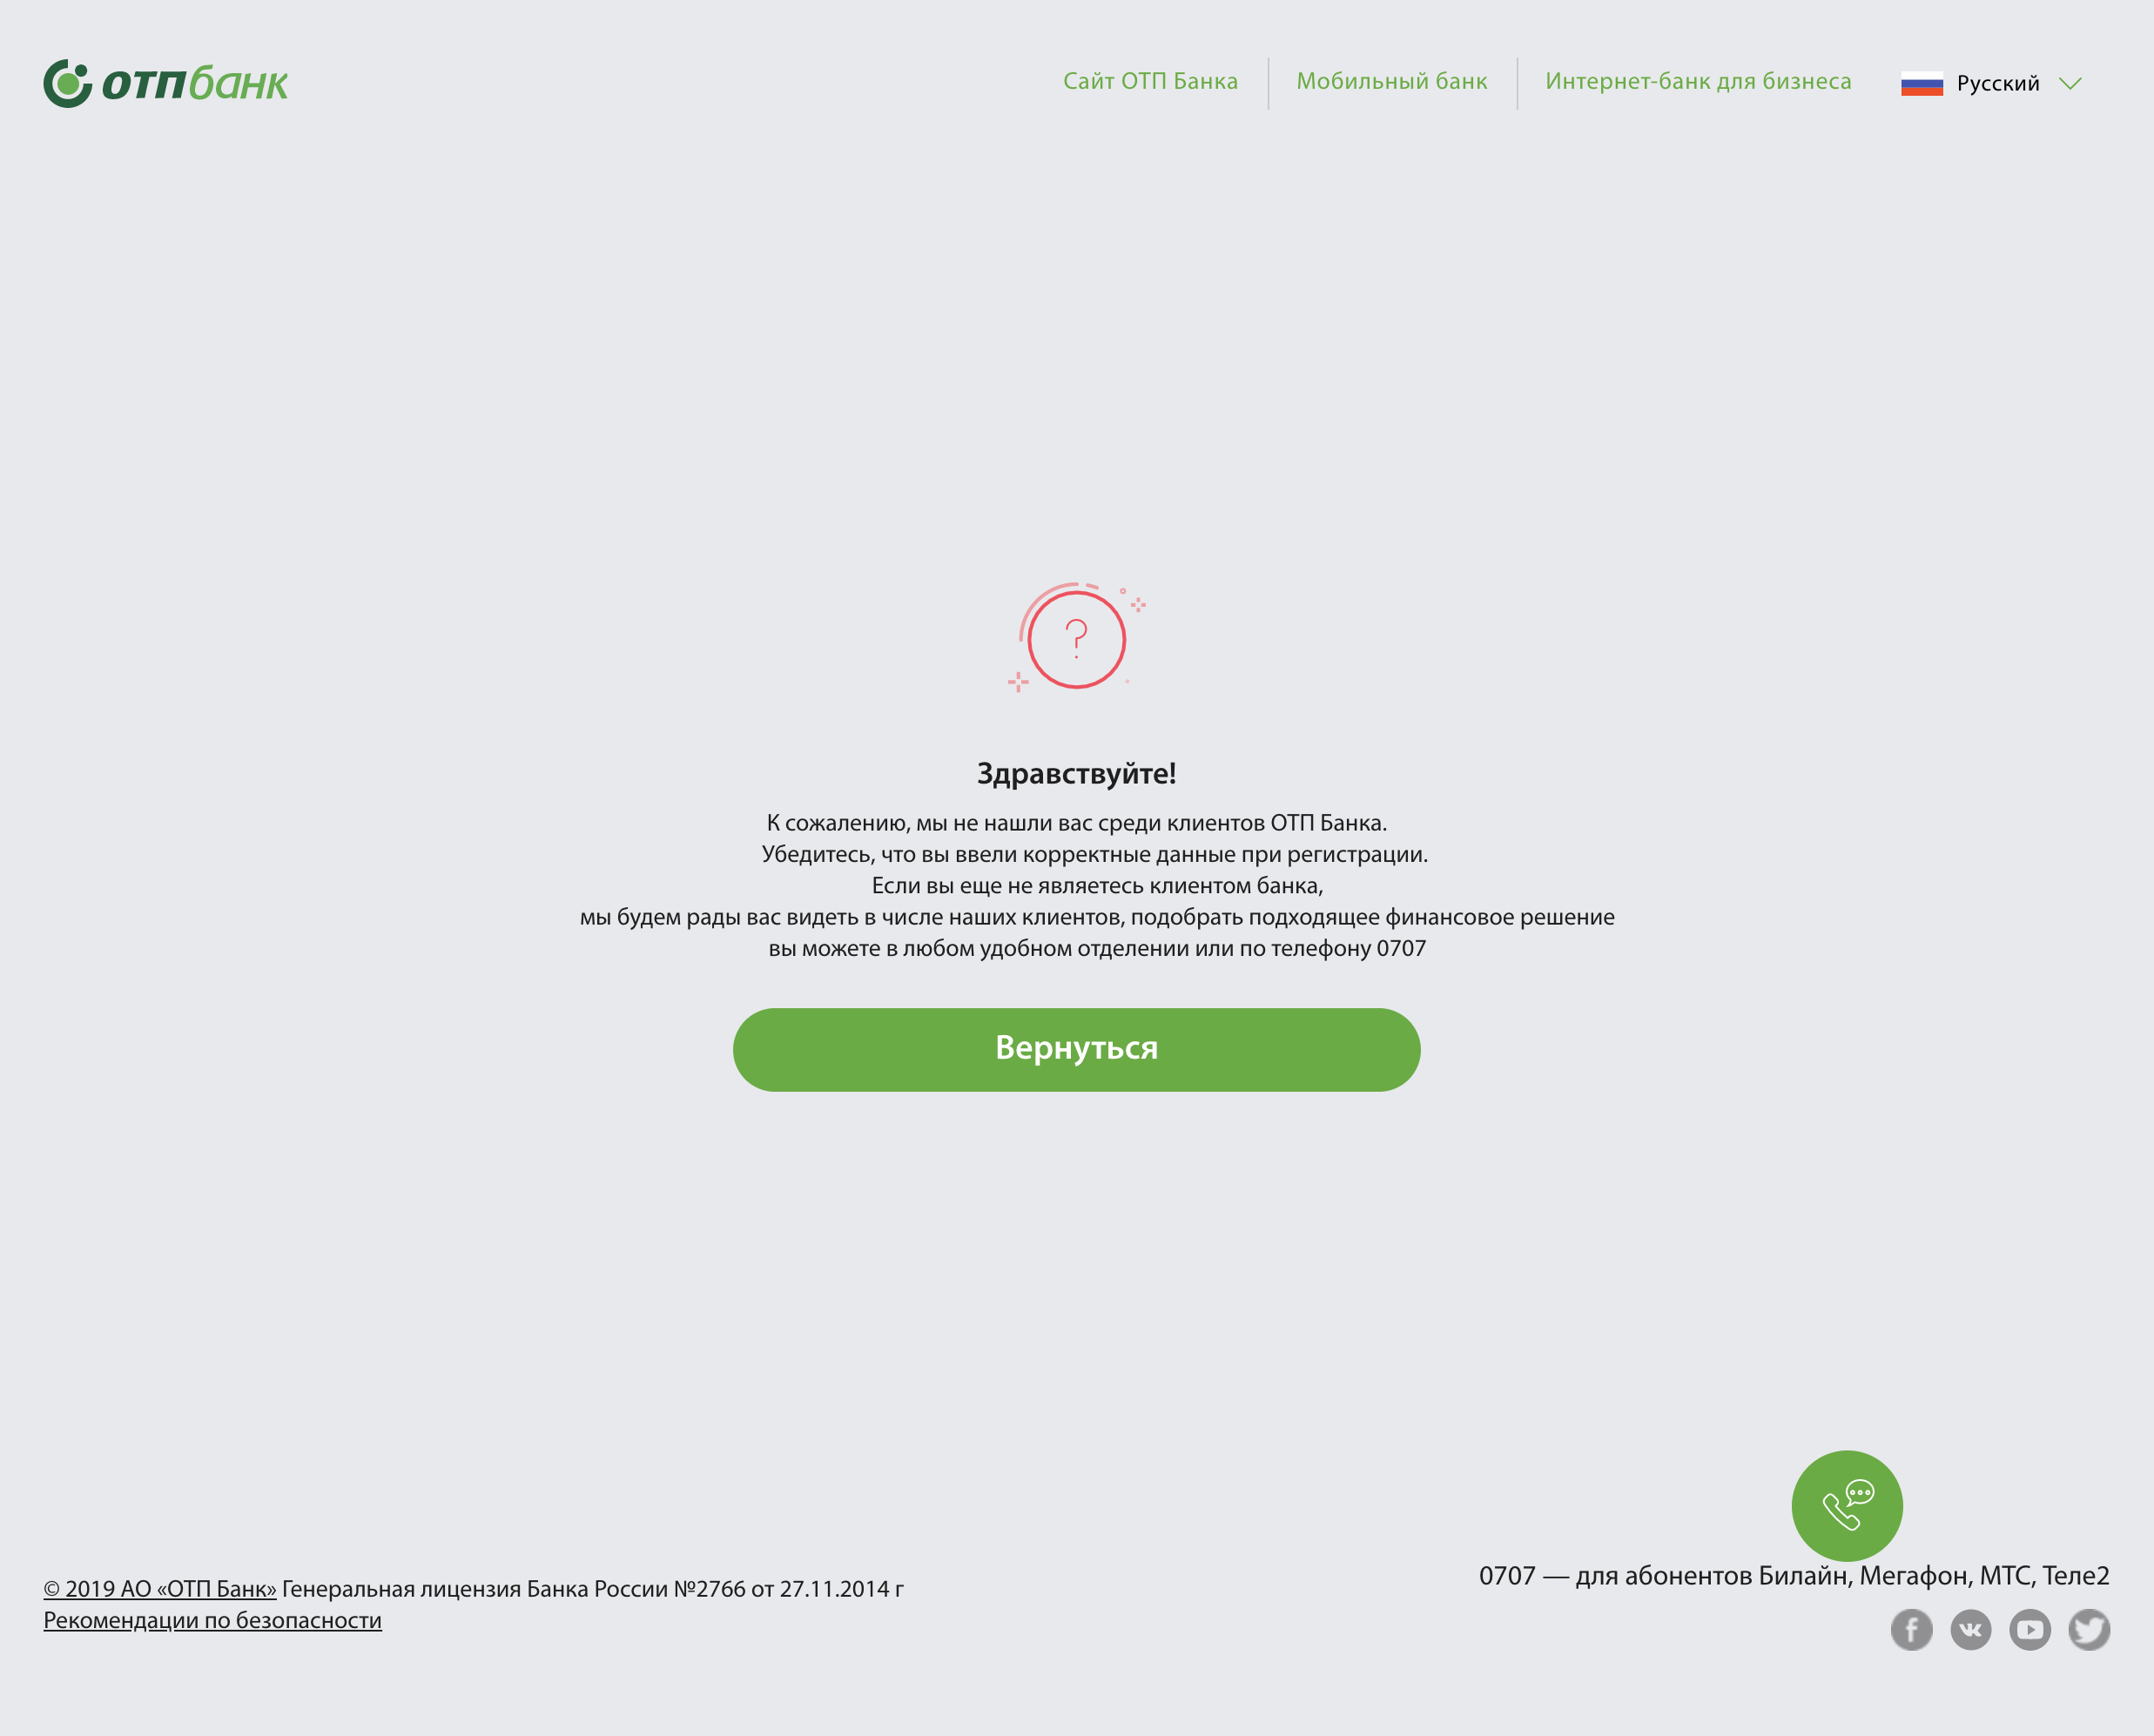 отпбанк
Сайт ОТП Банка
Мобильный банк
Интернет-банк для бизнеса
Русский
Здравствуйте!
К сожалению, мы не нашли вас среди клиентов ОТП Банка.
Убедитесь, что вы ввели корректные данные при регистрации.
Если вы еще не являетесь клиентом банка,
мы будем рады вас видеть в числе наших клиентов, подобрать подходящее финансовое решение
вы можете в любом удобном отделении или по телефону 0707
Вернуться
0707 — для абонентов Билайн, Мегафон, МТС, Теле2
© 2019 АО «ОТП Банк» Генеральная лицензия Банка России №2766 от 27.11.2014 г
Рекомендации по безопасности